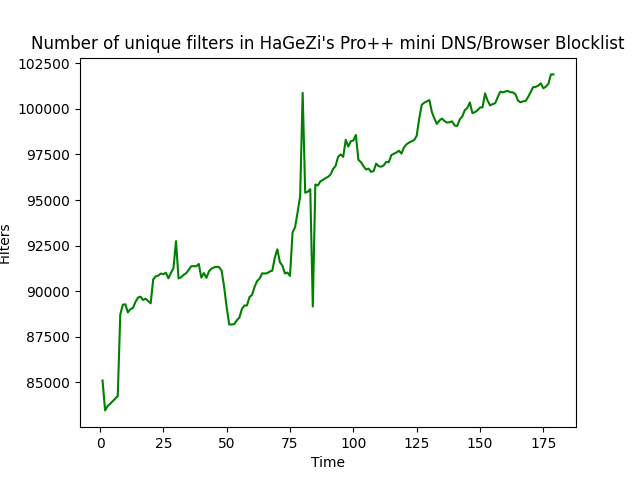 Number of unique filters in HaGeZi's Pro++ mini DNS/Browser Blocklist
102500
100000
97500
95000
92500
90000
87500
85000
Filters
0 25 50 75 100 125 150 175
Time